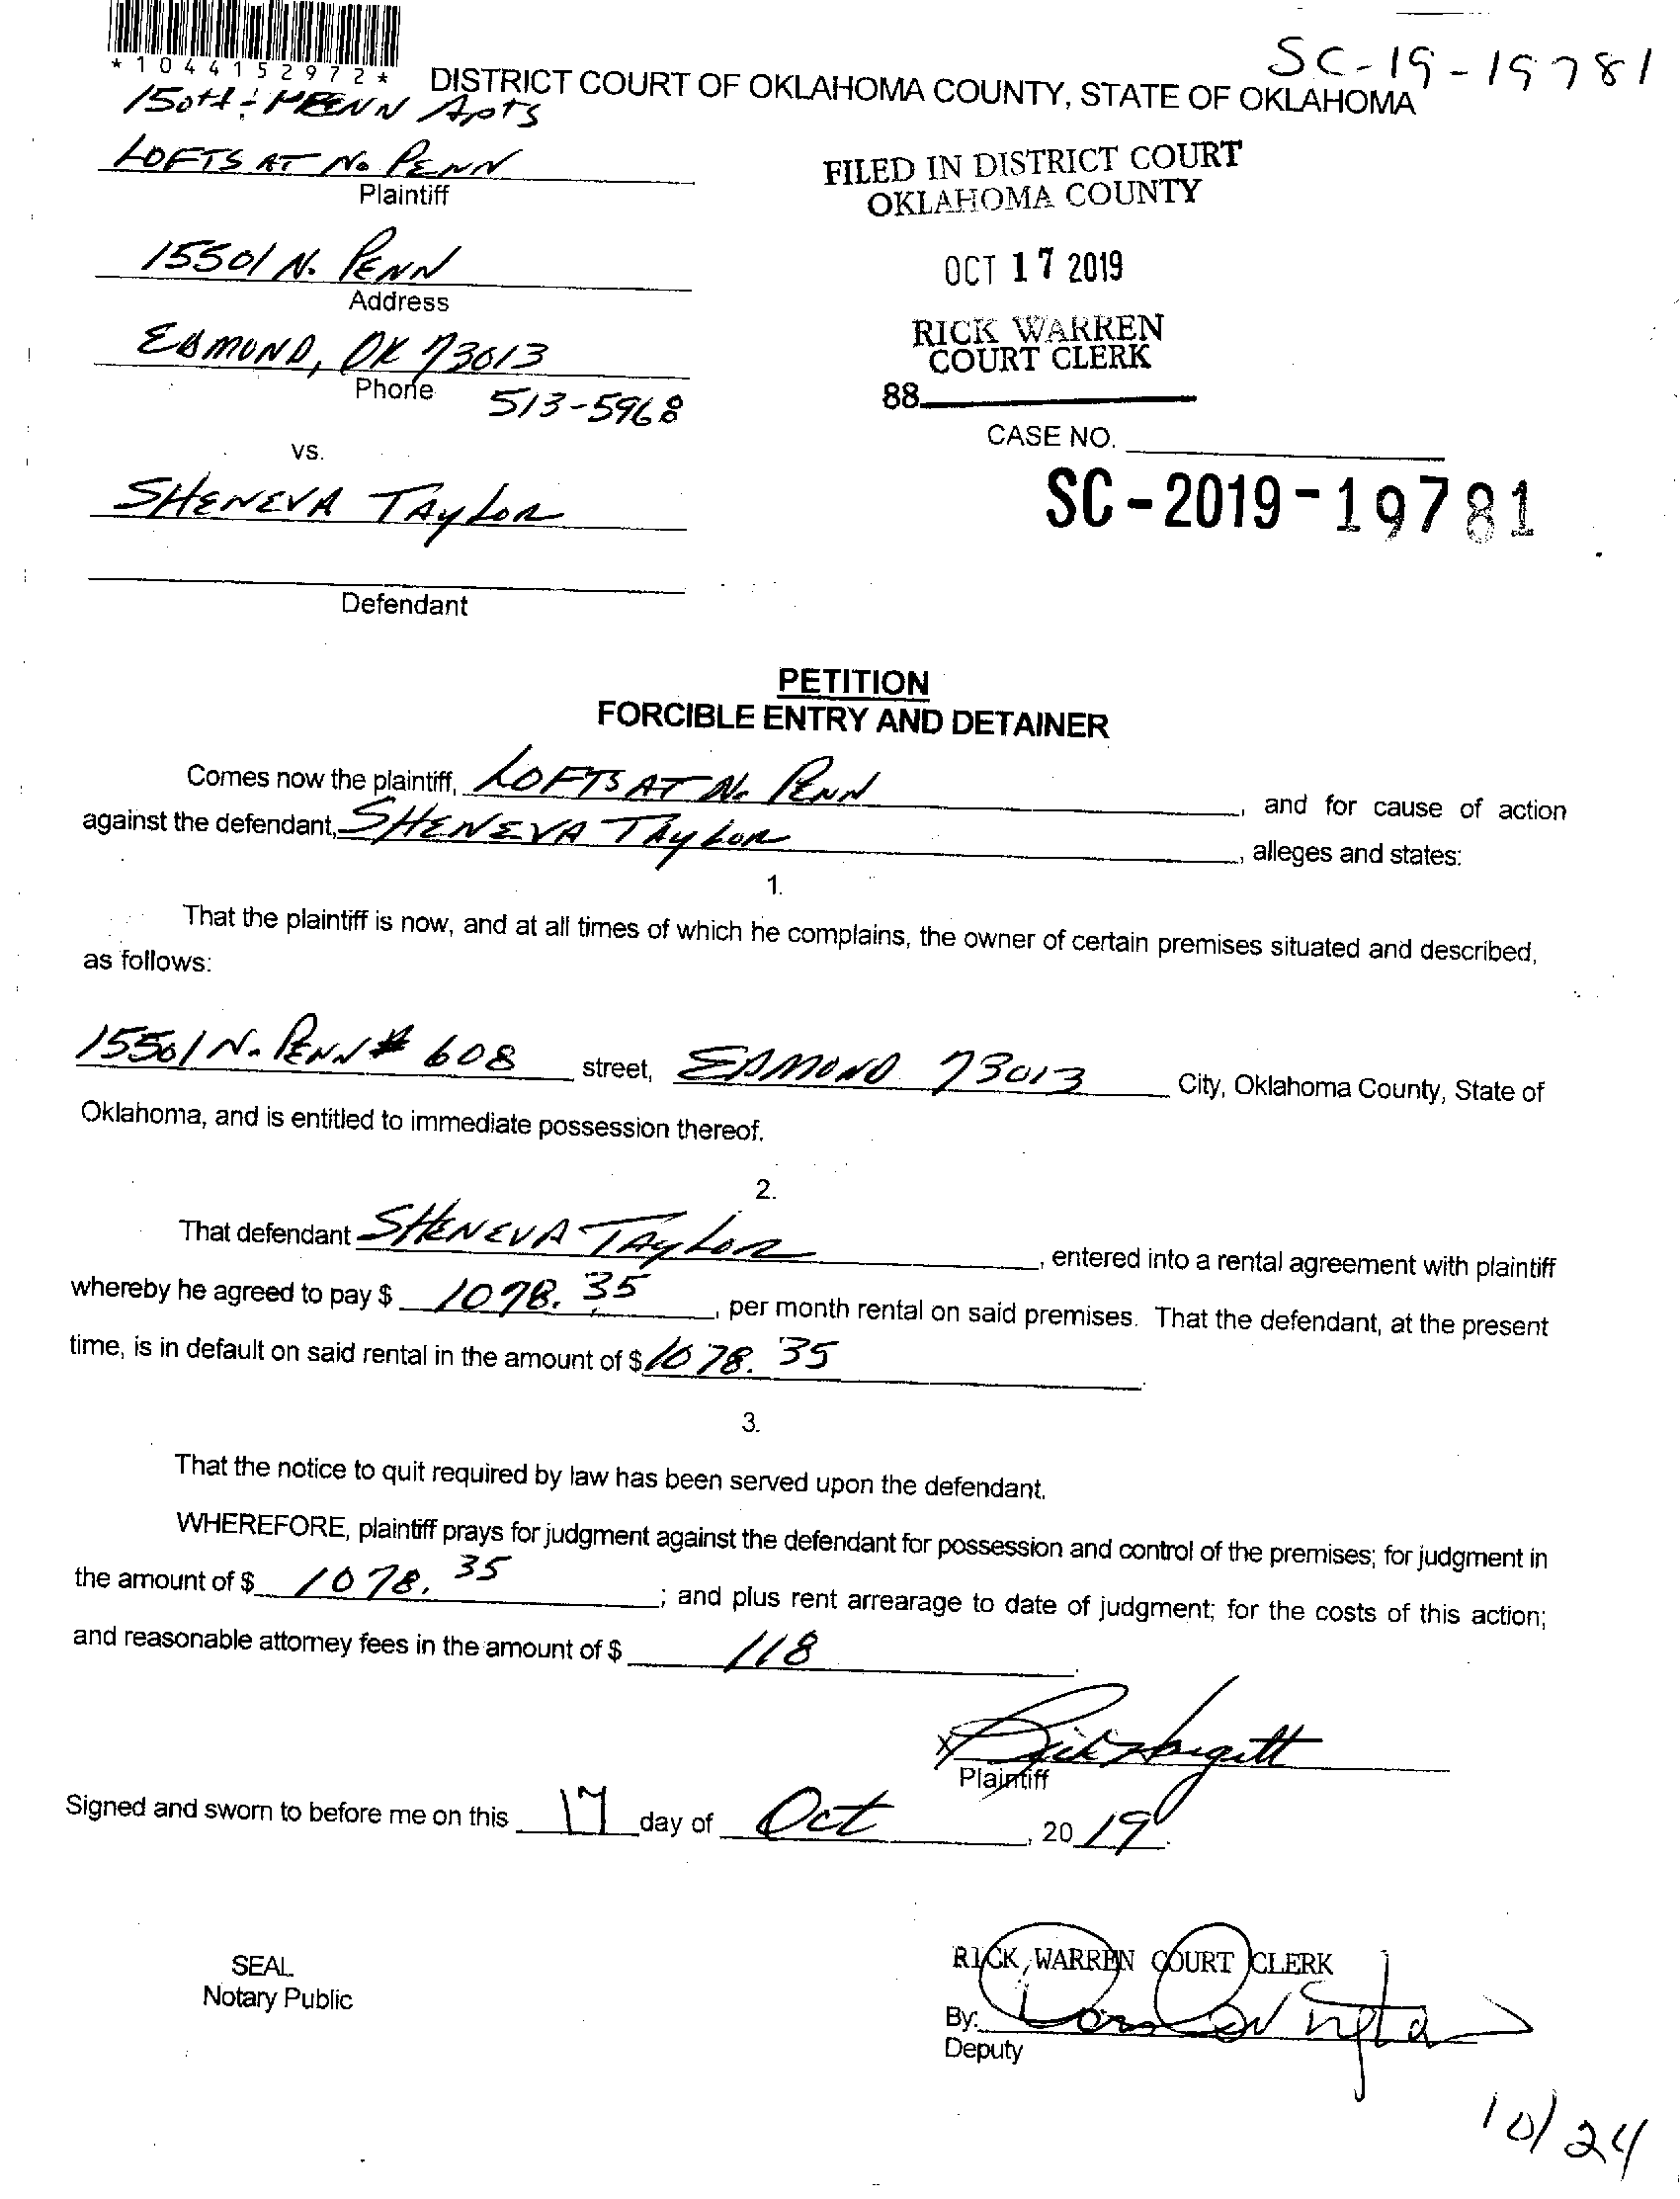 SC-19-19781
*1044152972*
DISTRICT COURT OF OKLAHOMA COUNTY, STATE OF OKLAHOMA
150th & PENN Apts
LOFTS AT No PENN
Plaintiff
FILED IN DISTRICT COURT
OKLAHOMA COUNTY
15501 N. PENN
Address
OCT 17 2019
EDMOND, OK 73013
Phone 513-5968
RICK WARREN
COURT CLERK
88
CASE NO.
vs.
SC-2019-19781
SHENEVA TAYLOR
Defendant
PETITION
FORCIBLE ENTRY AND DETAINER
Comes now the plaintiff, LOFTS AT No PENN, and for cause of action
against the defendant, SHENEVA TAYLOR, alleges and states:
1.
That the plaintiff is now, and at all times of which he complains, the owner of certain premises situated and described,
as follows:
15501 N. PENN # 608 street, EDMOND 73013 City, Oklahoma County, State of
Oklahoma, and is entitled to immediate possession thereof.
2.
That defendant SHENEVA TAYLOR, entered into a rental agreement with plaintiff
whereby he agreed to pay $ 1078.35, per month rental on said premises. That the defendant, at the present
time, is in default on said rental in the amount of $ 1078.35.
3.
That the notice to quit required by law has been served upon the defendant.
WHEREFORE, plaintiff prays for judgment against the defendant for possession and control of the premises; for judgment in
the amount of $ 1078.35; and plus rent arrearage to date of judgment; for the costs of this action;
and reasonable attorney fees in the amount of $ 118.
X
Plaintiff
Signed and sworn to before me on this 17 day of Oct, 2019.
SEAL
Notary Public
RICK WARREN COURT CLERK
By:
Deputy
10/24